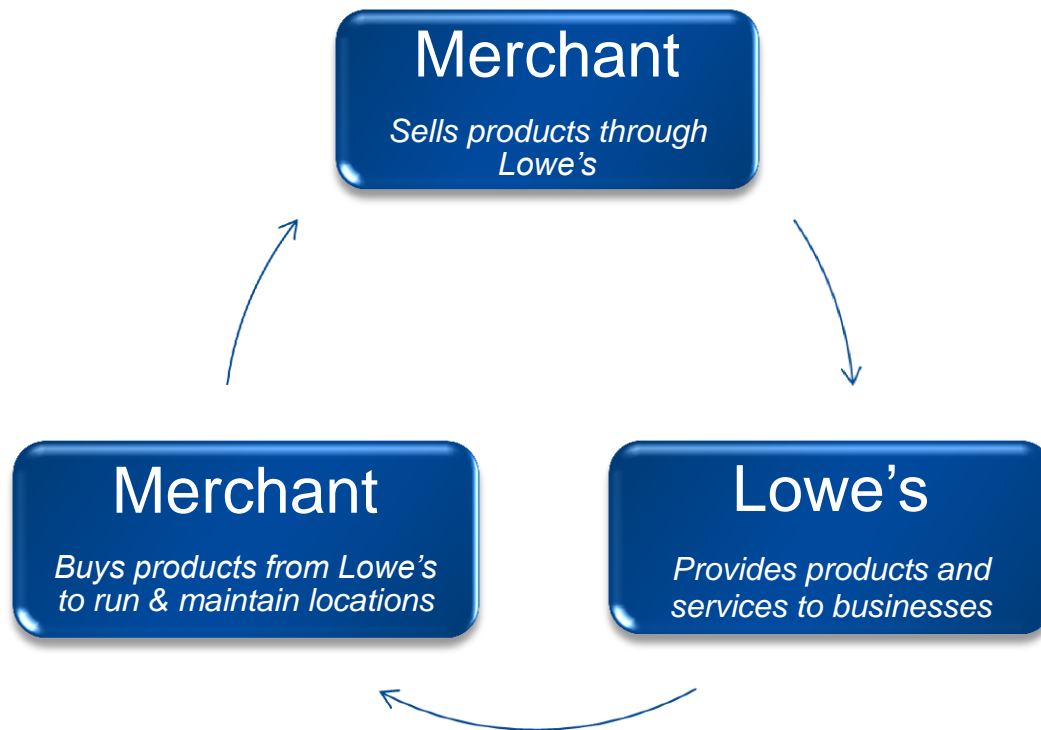 Merchant
Sells products through
Lowe’s
Merchant
Buys products from Lowe’s
to run & maintain locations
Lowe’s
Provides products and
services to businesses